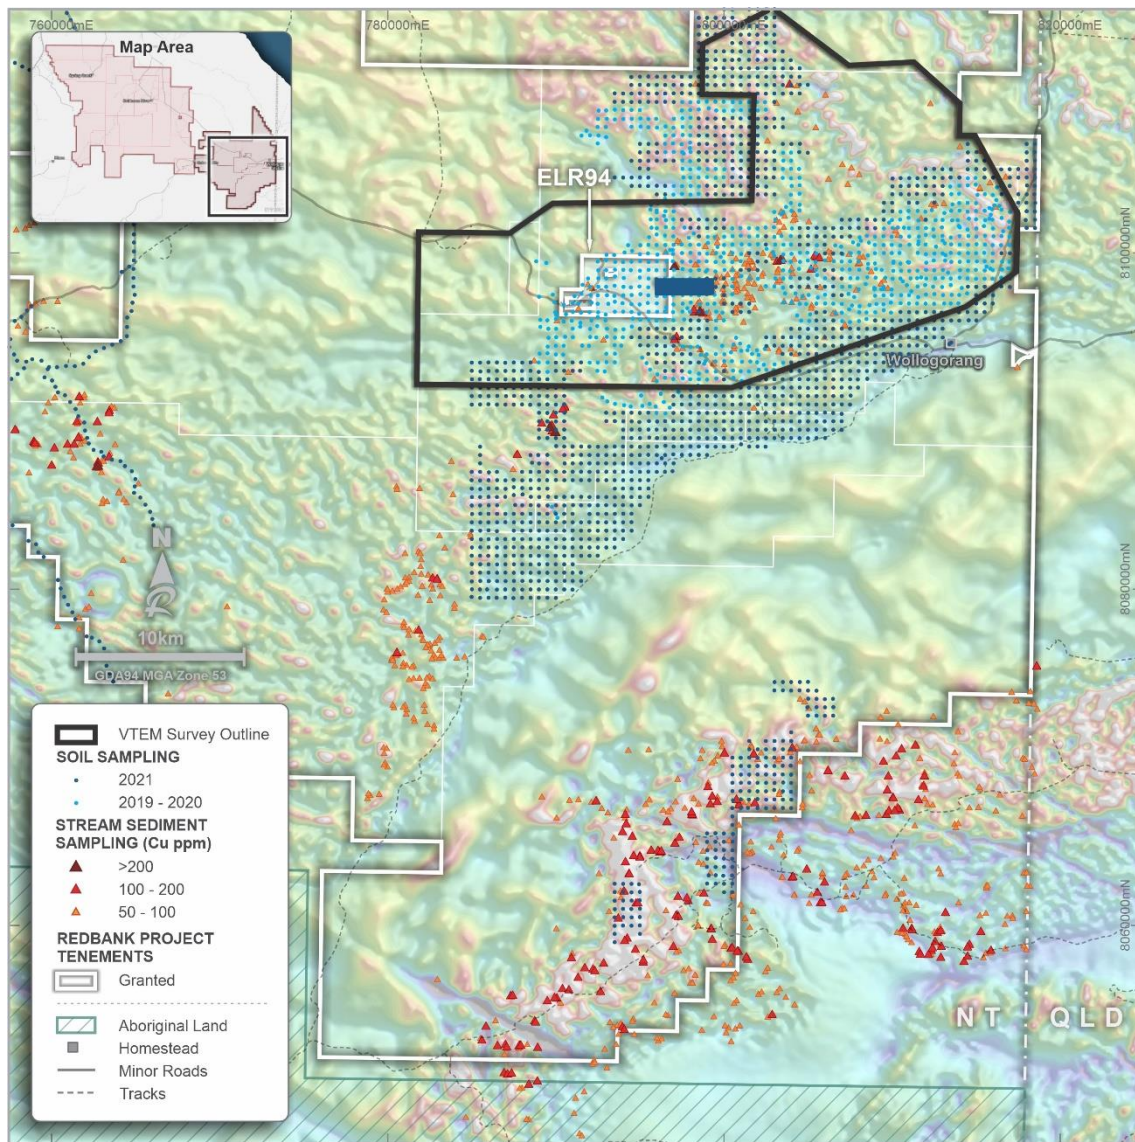 760000mE
780000mE
800000mE
820000mE
Map Area
ELR94
8100000mN
Wollogorang
8080000mN
N
10km
GDA94 MGA Zone 53
VTEM Survey Outline
SOIL SAMPLING
2021
2019 - 2020
STREAM SEDIMENT
SAMPLING (Cu ppm)
>200
100 - 200
50 - 100
REDBANK PROJECT
TENEMENTS
Granted
Aboriginal Land
Homestead
Minor Roads
Tracks
8060000mN
NT
QLD